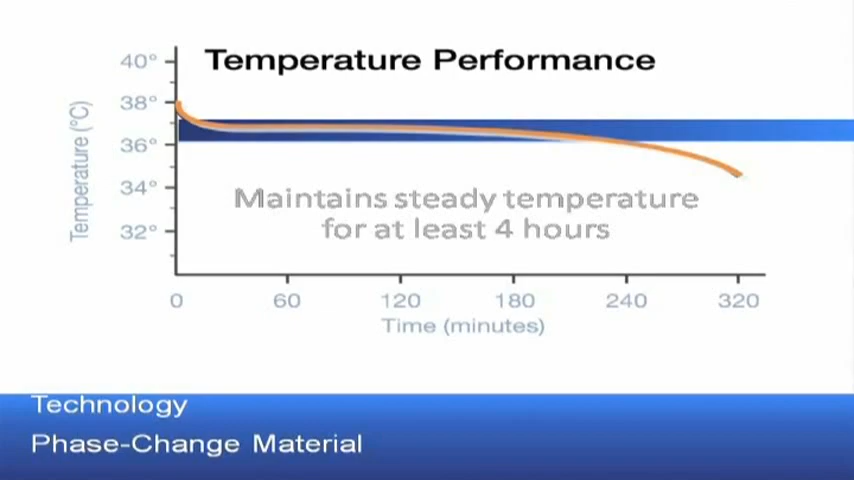 Temperature Performance
40°
38°
36°
34°
32°
Temperature (°C)
Maintains steady temperature
for at least 4 hours
0 60 120 180 240 320
Time (minutes)
Technology
Phase-Change Material